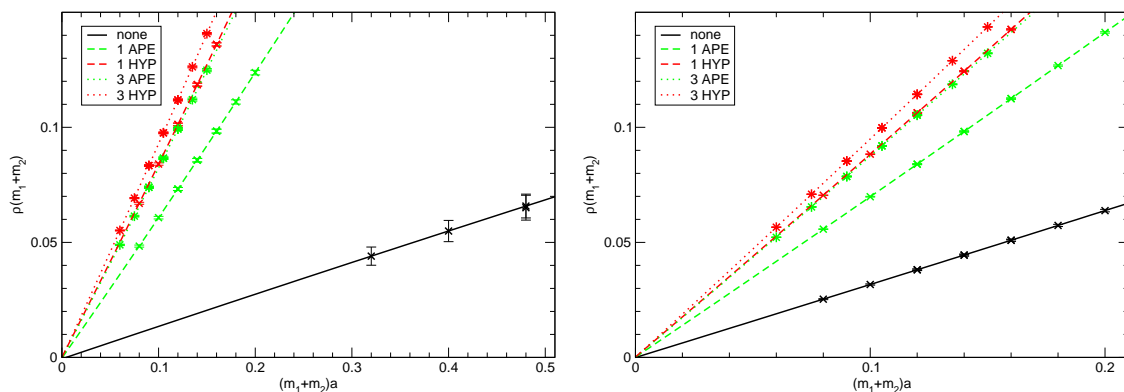 none
1 APE
1 HYP
3 APE
3 HYP
0.1
0.05
0
0
0.1
0.2
0.3
0.4
0.5
ρ(m₁+m₂)
(m₁+m₂)a
none
1 APE
1 HYP
3 APE
3 HYP
0.1
0.05
0
0
0.1
0.2
ρ(m₁+m₂)
(m₁+m₂)a